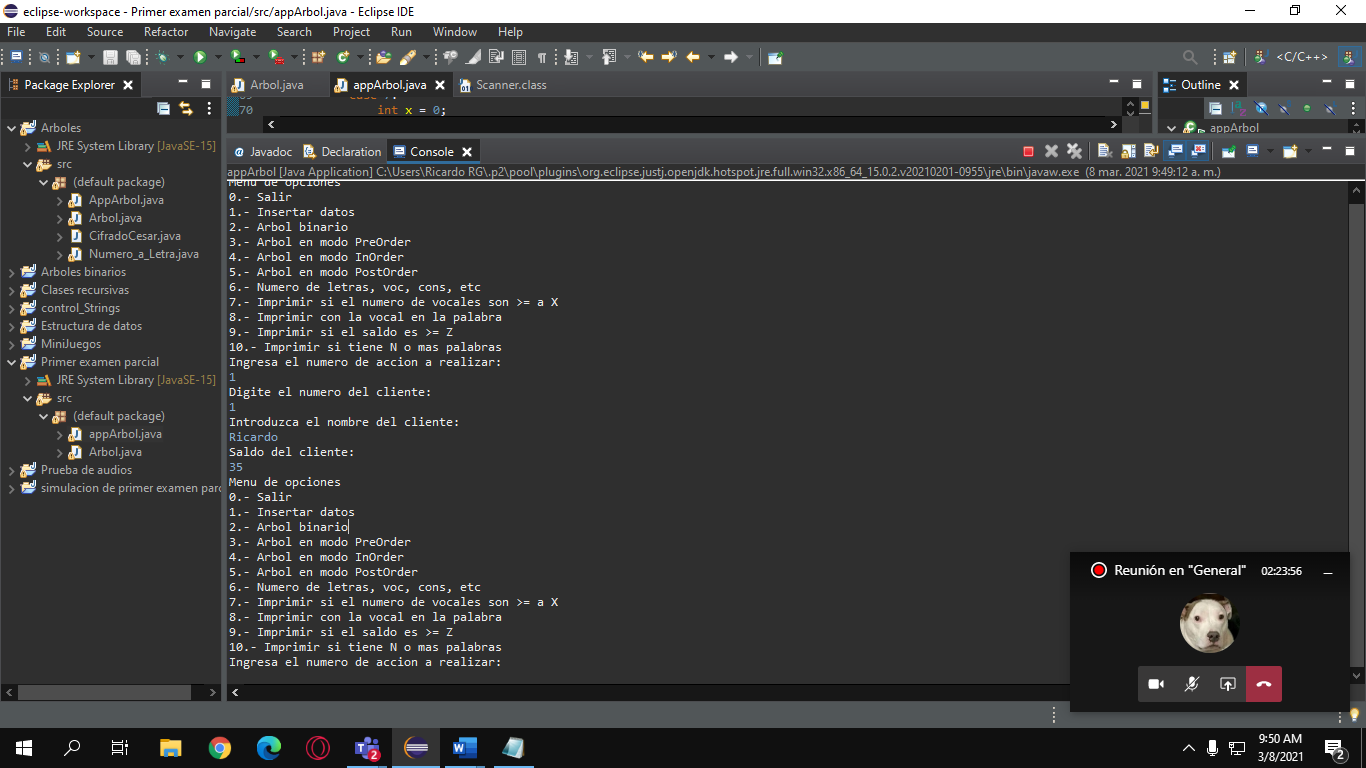 eclipse-workspace - Primer examen parcial/src/appArbol.java - Eclipse IDE
File Edit Source Refactor Navigate Search Project Run Window Help
<C/C++>
Package Explorer
Arboles
JRE System Library [JavaSE-15]
src
(default package)
AppArbol.java
Arbol.java
CifradoCesar.java
Numero_a_Letra.java
Arboles binarios
Clases recursivas
control_Strings
Estructura de datos
MiniJuegos
Primer examen parcial
JRE System Library [JavaSE-15]
src
(default package)
appArbol.java
Arbol.java
Prueba de audios
simulacion de primer examen parc
Arbol.java appArbol.java Scanner.class
70 int x = 0;
Outline
appArbol
Javadoc Declaration Console
appArbol [Java Application] C:\Users\Ricardo RG\.p2\pool\plugins\org.eclipse.justj.openjdk.hotspot.jre.full.win32.x86_64_15.0.2.v20210201-0955\jre\bin\javaw.exe (8 mar. 2021 9:49:12 a. m.)
Menu de opciones
0.- Salir
1.- Insertar datos
2.- Arbol binario
3.- Arbol en modo PreOrder
4.- Arbol en modo InOrder
5.- Arbol en modo PostOrder
6.- Numero de letras, voc, cons, etc
7.- Imprimir si el numero de vocales son >= a X
8.- Imprimir con la vocal en la palabra
9.- Imprimir si el saldo es >= Z
10.- Imprimir si tiene N o mas palabras
Ingresa el numero de accion a realizar:
1
Digite el numero del cliente:
1
Introduzca el nombre del cliente:
Ricardo
Saldo del cliente:
35
Menu de opciones
0.- Salir
1.- Insertar datos
2.- Arbol binario
3.- Arbol en modo PreOrder
4.- Arbol en modo InOrder
5.- Arbol en modo PostOrder
6.- Numero de letras, voc, cons, etc
7.- Imprimir si el numero de vocales son >= a X
8.- Imprimir con la vocal en la palabra
9.- Imprimir si el saldo es >= Z
10.- Imprimir si tiene N o mas palabras
Ingresa el numero de accion a realizar:
Reunión en "General" 02:23:56
2
9:50 AM
3/8/2021
2